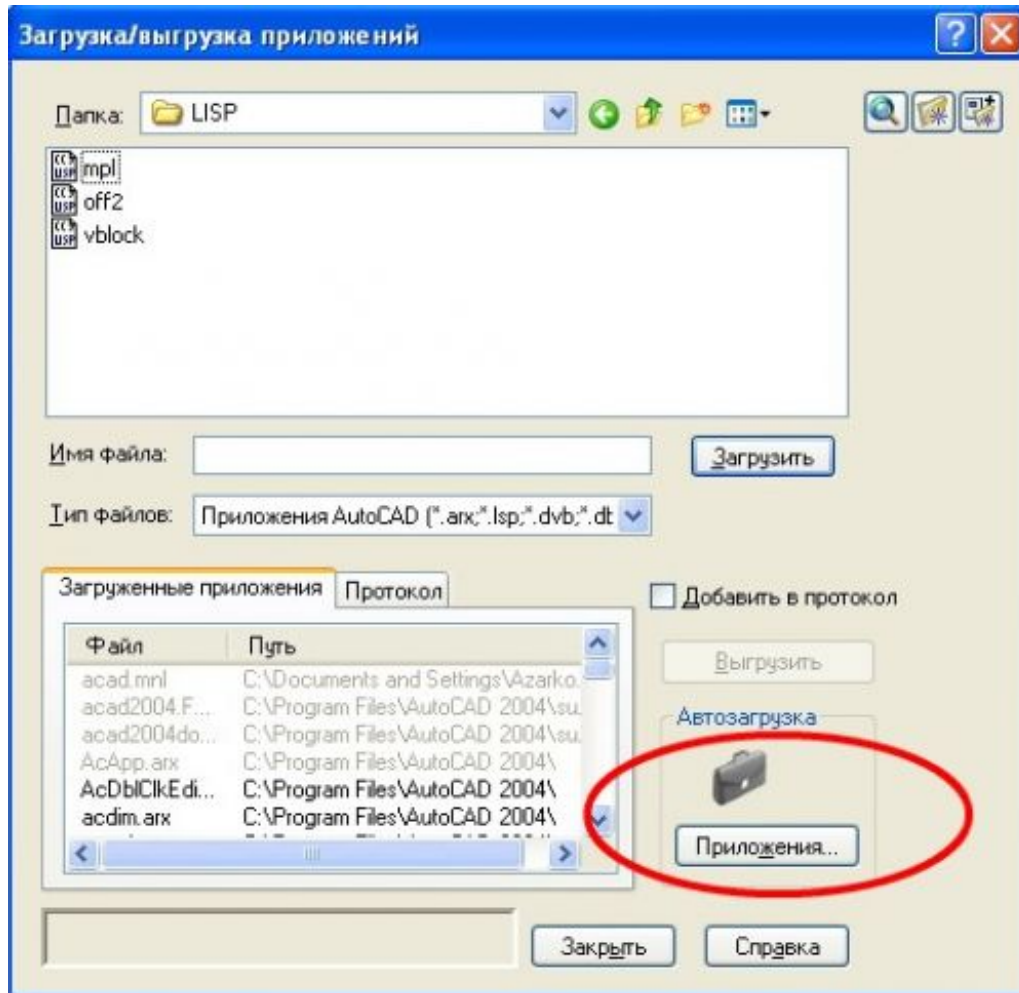 Загрузка/выгрузка приложений
Папка: LISP
mpl
off2
vblock
Имя файла:
Загрузить
Тип файлов: Приложения AutoCAD (*.arx;*.lsp;*.dvb;*.db
Загруженные приложения Протокол
Добавить в протокол
Файл Путь
Выгрузить
acad.mnl C:\Documents and Settings\Azarko.
acad2004.F... C:\Program Files\AutoCAD 2004\su.
acad2004do... C:\Program Files\AutoCAD 2004\su.
AcApp.arx C:\Program Files\AutoCAD 2004\
AcDblClkEdi... C:\Program Files\AutoCAD 2004\
acdim.arx C:\Program Files\AutoCAD 2004\
Автозагрузка
Приложения...
Закрыть Справка